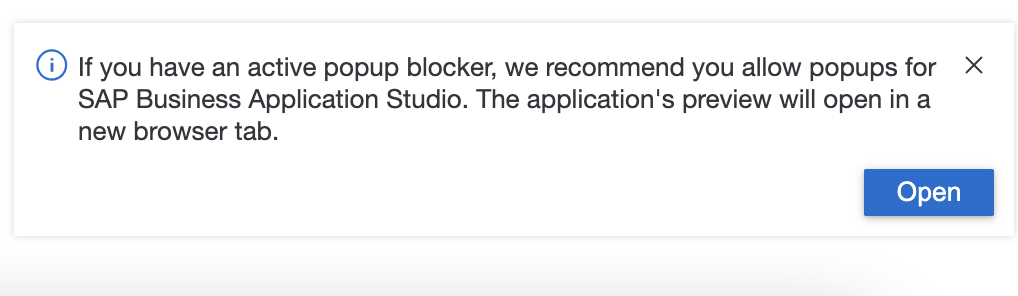 If you have an active popup blocker, we recommend you allow popups for
SAP Business Application Studio. The application's preview will open in a
new browser tab.
Open